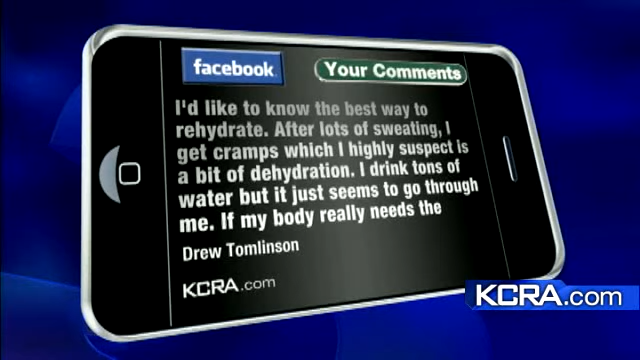 facebook
Your Comments
I'd like to know the best way to
rehydrate. After lots of sweating, I
get cramps which I highly suspect is
a bit of dehydration. I drink tons of
water but it just seems to go through
me. If my body really needs the
Drew Tomlinson
KCRA.com
KCRA.com